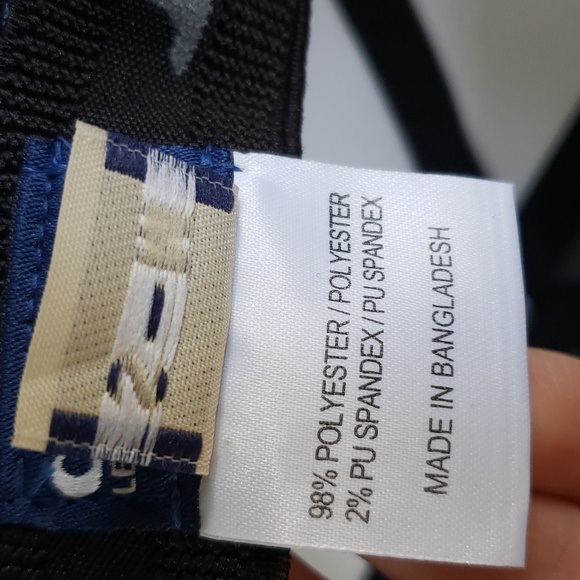 98% POLYESTER / POLYESTER
2% PU SPANDEX / PU SPANDEX
MADE IN BANGLADESH